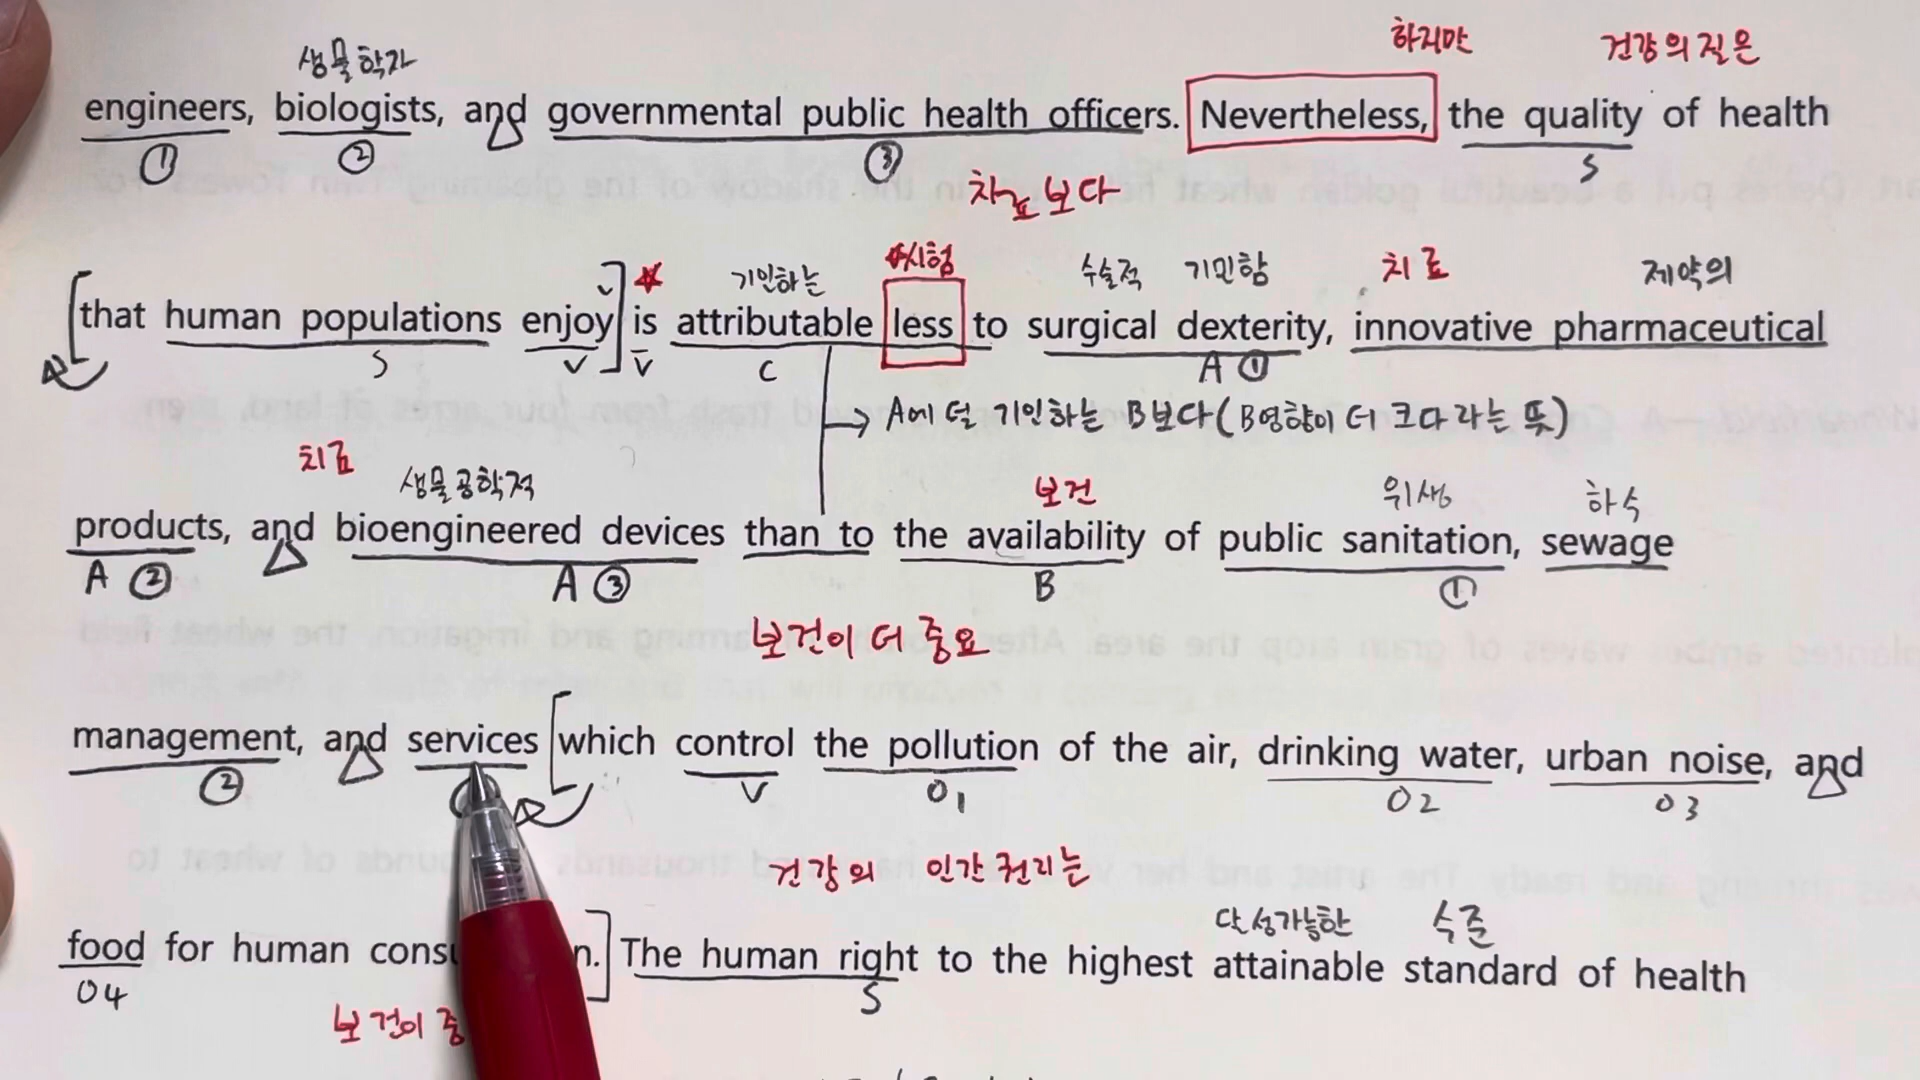 하지만 건강의 질은
생물학자
engineers, biologists, and governmental public health officers. Nevertheless, the quality of health
① ② ③ S
치료보다
*시험
기인하는 수술적 기민함 치료 제약의
that human populations enjoy is attributable less to surgical dexterity, innovative pharmaceutical
S V V C A ①
A에 덜 기인하는 B보다 (B영향이 더 크다라는 뜻)
치료 생물공학적 보건 위생 하수
products, and bioengineered devices than to the availability of public sanitation, sewage
A ② A ③ B ①
보건이 더 중요
management, and services which control the pollution of the air, drinking water, urban noise, and
② V O1 O2 O3
건강의 인간권리는
달성가능한 수준
food for human n. The human right to the highest attainable standard of health
O4 S
보건이